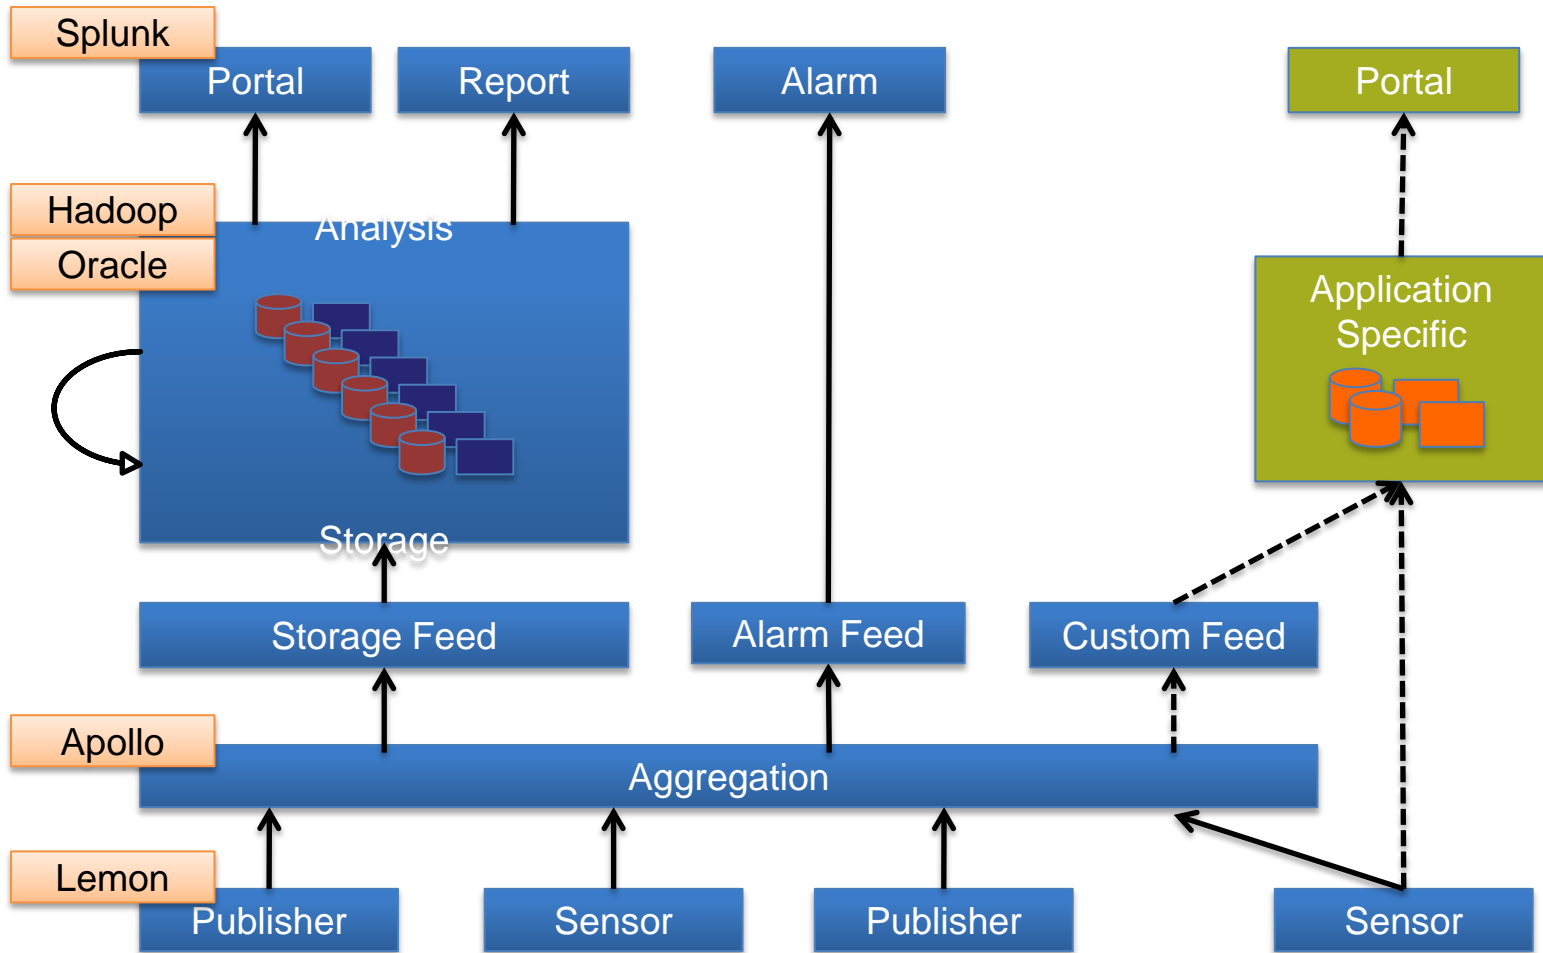 Splunk
Portal
Report
Alarm
Portal
Hadoop
Oracle
Analysis
Application
Specific
Storage
Storage Feed
Alarm Feed
Custom Feed
Apollo
Aggregation
Lemon
Publisher
Sensor
Publisher
Sensor